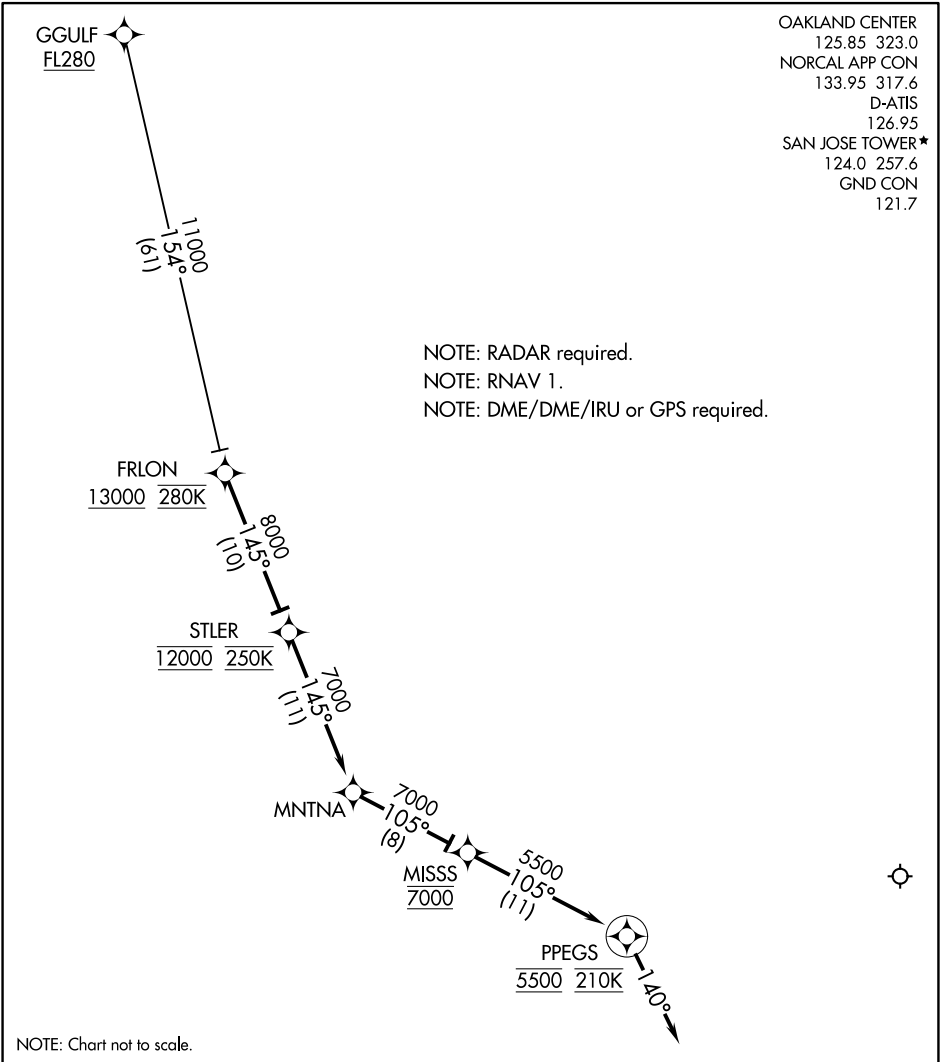 GGULF
FL280
OAKLAND CENTER
125.85 323.0
NORCAL APP CON
133.95 317.6
D-ATIS
126.95
SAN JOSE TOWER★
124.0 257.6
GND CON
121.7
11000
154°
(61)
NOTE: RADAR required.
NOTE: RNAV 1.
NOTE: DME/DME/IRU or GPS required.
FRLON
13000 280K
8000
145°
(10)
STLER
12000 250K
7000
145°
(11)
MNTNA
7000
105°
(8)
MISSS
7000
5500
105°
(11)
PPEGS
5500 210K
140°
NOTE: Chart not to scale.